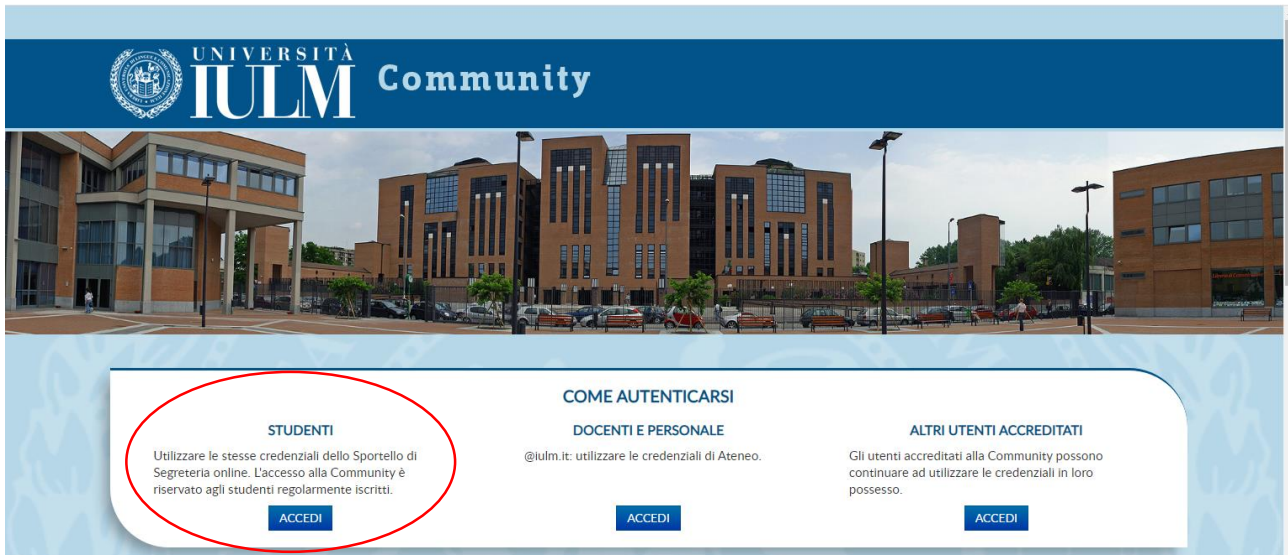 UNIVERSITÀ
IULM
Community
COME AUTENTICARSI
STUDENTI
Utilizzare le stesse credenziali dello Sportello di
Segreteria online. L'accesso alla Community è
riservato agli studenti regolarmente iscritti.
ACCEDI
DOCENTI E PERSONALE
@iulm.it: utilizzare le credenziali di Ateneo.
ACCEDI
ALTRI UTENTI ACCREDITATI
Gli utenti accreditati alla Community possono
continuare ad utilizzare le credenziali in loro
possesso.
ACCEDI